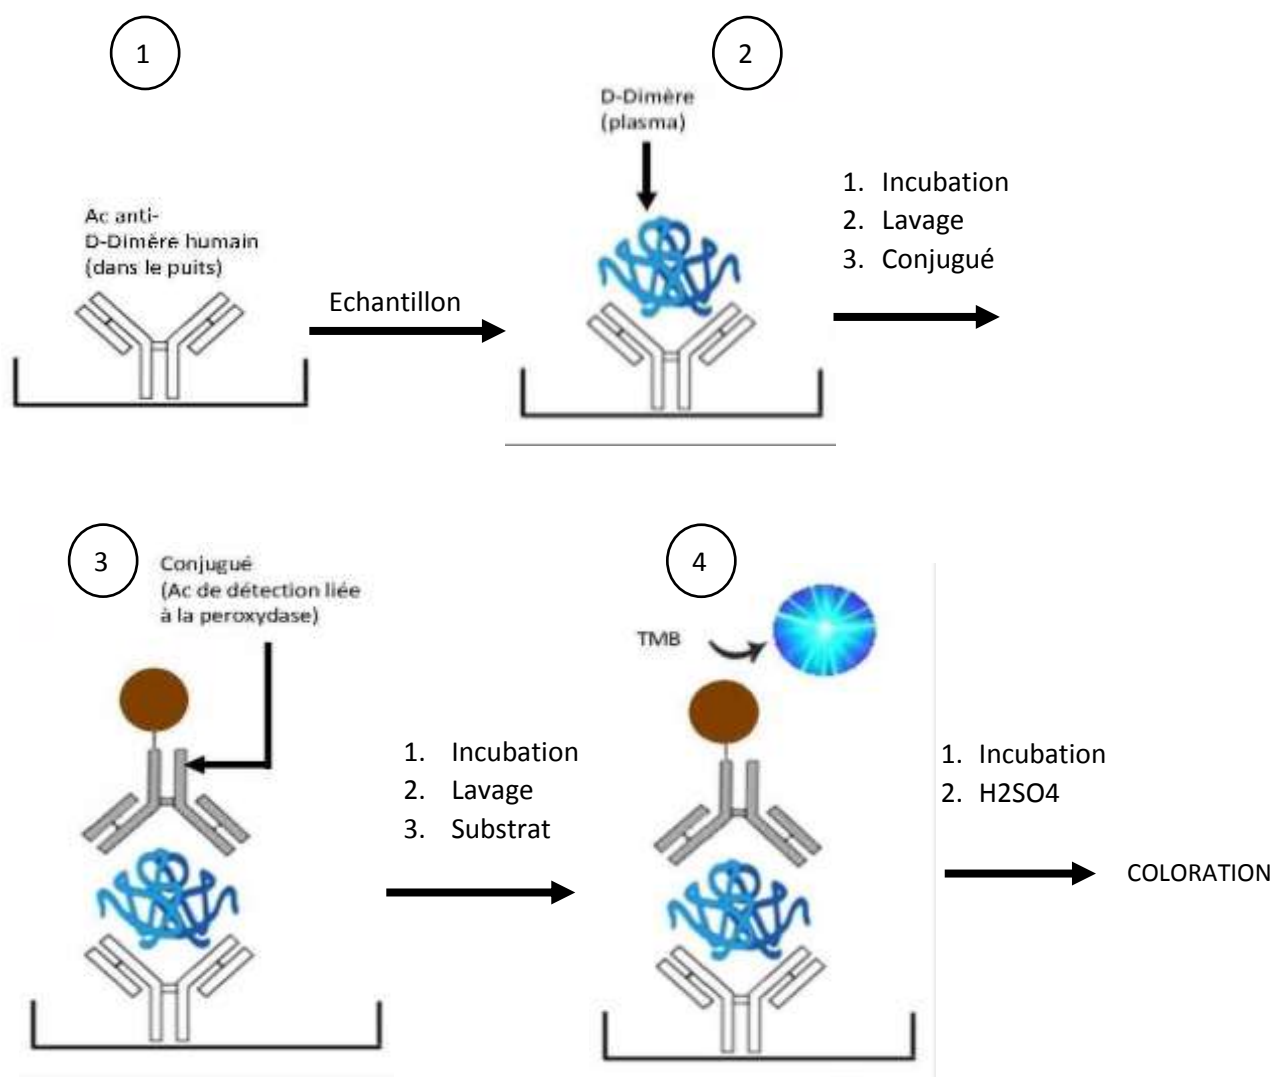 1
Ac anti-
D-Dimère humain
(dans le puits)
Echantillon
2
D-Dimère
(plasma)
1. Incubation
2. Lavage
3. Conjugué
3
Conjugué
(Ac de détection liée
à la peroxydase)
1. Incubation
2. Lavage
3. Substrat
4
TMB
1. Incubation
2. H2SO4
COLORATION